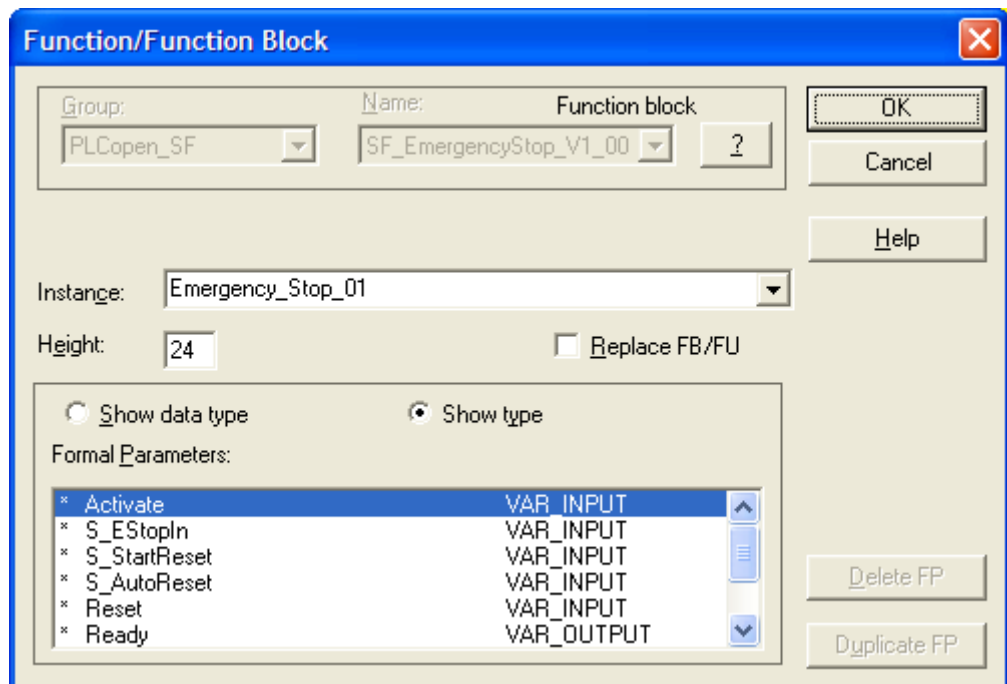 Function/Function Block
Group:
Name:
Function block
PLCopen_SF
SF_EmergencyStop_V1_00
?
OK
Cancel
Help
Instance:
Emergency_Stop_01
Height:
24
Replace FB/FU
Show data type
Show type
Formal Parameters:
* Activate VAR_INPUT
* S_EStopIn VAR_INPUT
* S_StartReset VAR_INPUT
* S_AutoReset VAR_INPUT
* Reset VAR_INPUT
* Ready VAR_OUTPUT
Delete FP
Duplicate FP